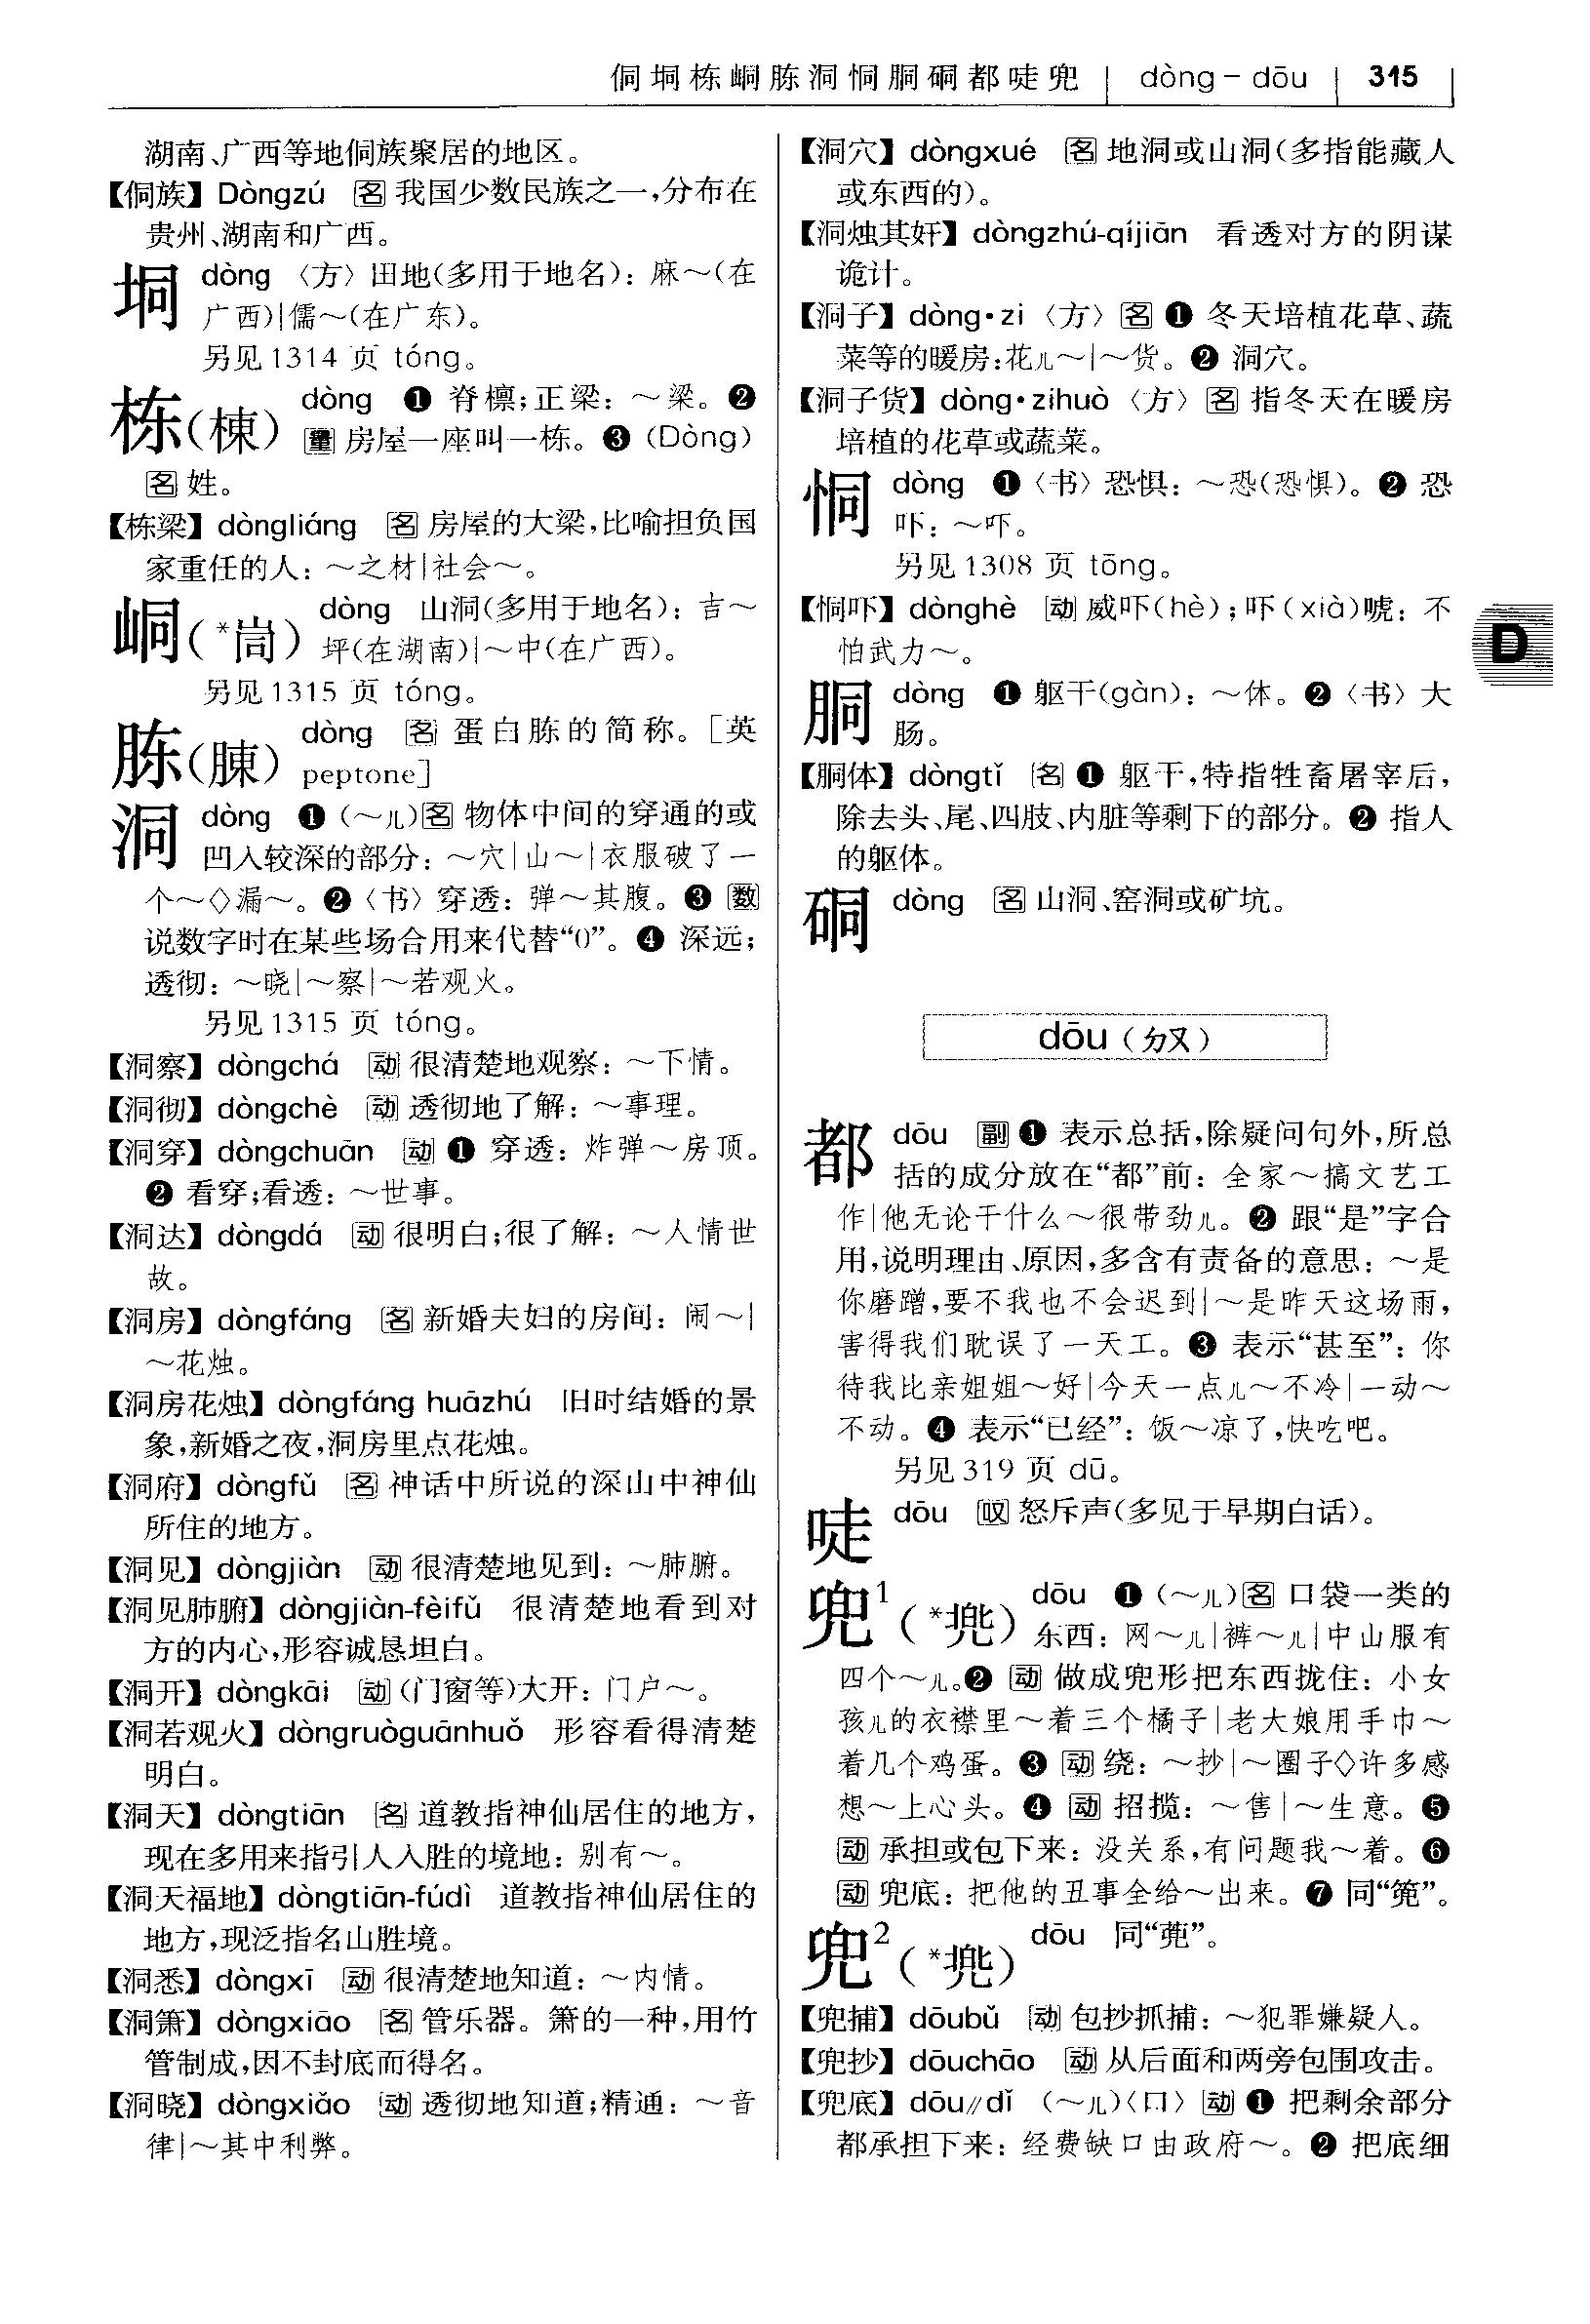 侗垌栋峒胨洞恫胴硐都唗兜 | dòng – dōu | 315
湖南、广西等地侗族聚居的地区。
【侗族】Dòngzú 名 我国少数民族之一,分布在
贵州、湖南和广西。
垌 dòng 〈方〉田地(多用于地名): 麻~(在
广西)|儒~(在广东)。
另见1314 页 tóng。
栋(棟) dòng ❶ 脊檩;正梁: ~梁。❷
量 房屋一座叫一栋。❸ (Dòng)
名 姓。
【栋梁】dòngliáng 名 房屋的大梁,比喻担负国
家重任的人: ~之材|社会~。
峒(*峝) dòng 山洞(多用于地名): 吉~
坪(在湖南)|~中(在广西)。
另见1315 页 tóng。
胨(腖) dòng 名 蛋白胨的简称。[英
peptone]
洞 dòng ❶ (~儿)名 物体中间的穿通的或
凹入较深的部分: ~穴|山~|衣服破了一
个~◇漏~。❷〈书〉穿透: 弹~其腹。❸ 数
说数字时在某些场合用来代替“0”。❹ 深远;
透彻: ~晓|~察|~若观火。
另见1315 页 tóng。
【洞察】dòngchá 动 很清楚地观察: ~下情。
【洞彻】dòngchè 动 透彻地了解: ~事理。
【洞穿】dòngchuān 动 ❶ 穿透: 炸弹~房顶。
❷ 看穿;看透: ~世事。
【洞达】dòngdá 动 很明白;很了解: ~人情世
故。
【洞房】dòngfáng 名 新婚夫妇的房间: 闹~|
~花烛。
【洞房花烛】dòngfáng huāzhú 旧时结婚的景
象,新婚之夜,洞房里点花烛。
【洞府】dòngfǔ 名 神话中所说的深山中神仙
所住的地方。
【洞见】dòngjiàn 动 很清楚地见到: ~肺腑。
【洞见肺腑】dòngjiàn-fèifǔ 很清楚地看到对
方的内心,形容诚恳坦白。
【洞开】dòngkāi 动 (门窗等)大开: 门户~。
【洞若观火】dòngruòguānhuǒ 形容看得清楚
明白。
【洞天】dòngtiān 名 道教指神仙居住的地方,
现在多用来指引人入胜的境地: 别有~。
【洞天福地】dòngtiān-fúdì 道教指神仙居住的
地方,现泛指名山胜境。
【洞悉】dòngxī 动 很清楚地知道: ~内情。
【洞箫】dòngxiāo 名 管乐器。箫的一种,用竹
管制成,因不封底而得名。
【洞晓】dòngxiǎo 动 透彻地知道;精通: ~音
律|~其中利弊。
【洞穴】dòngxué 名 地洞或山洞(多指能藏人
或东西的)。
【洞烛其奸】dòngzhú-qíjiān 看透对方的阴谋
诡计。
【洞子】dòng·zi〈方〉名 ❶ 冬天培植花草、蔬
菜等的暖房:花儿~|~货。❷ 洞穴。
【洞子货】dòng·zihuò〈方〉名 指冬天在暖房
培植的花草或蔬菜。
恫 dòng ❶〈书〉恐惧: ~恐(恐惧)。❷ 恐
吓: ~吓。
另见1308 页 tōng。
【恫吓】dònghè 动 威吓(hè);吓(xià)唬: 不
怕武力~。
胴 dòng ❶ 躯干(gàn): ~体。❷〈书〉大
肠。
【胴体】dòngtǐ 名 ❶ 躯干,特指牲畜屠宰后,
除去头、尾、四肢、内脏等剩下的部分。❷ 指人
的躯体。
硐 dòng 名 山洞、窑洞或矿坑。
dōu (ㄉㄡ)
D
都 dōu 副 ❶ 表示总括,除疑问句外,所总
括的成分放在“都”前: 全家~搞文艺工
作|他无论干什么~很带劲儿。❷ 跟“是”字合
用,说明理由、原因,多含有责备的意思: ~是
你磨蹭,要不我也不会迟到|~是昨天这场雨,
害得我们耽误了一天工。❸ 表示“甚至”: 你
待我比亲姐姐~好|今天一点儿~不冷|一动~
不动。❹ 表示“已经”: 饭~凉了,快吃吧。
另见319 页 dū。
唗 dōu 叹 怒斥声(多见于早期白话)。
兜¹(*兠) dōu ❶ (~儿)名 口袋一类的
东西: 网~儿|裤~儿|中山服有
四个~儿。❷ 动 做成兜形把东西拢住: 小女
孩儿的衣襟里~着三个橘子|老大娘用手巾~
着几个鸡蛋。❸ 动 绕: ~抄|~圈子◇许多感
想~上心头。❹ 动 招揽: ~售|~生意。❺
动 承担或包下来: 没关系,有问题我~着。❻
动 兜底: 把他的丑事全给~出来。❼ 同“篼”。
兜²(*兠) dōu 同“蔸”。
【兜捕】dōubǔ 动 包抄抓捕: ~犯罪嫌疑人。
【兜抄】dōuchāo 动 从后面和两旁包围攻击。
【兜底】dōu∥dǐ (~儿)〈口〉动 ❶ 把剩余部分
都承担下来: 经费缺口由政府~。❷ 把底细